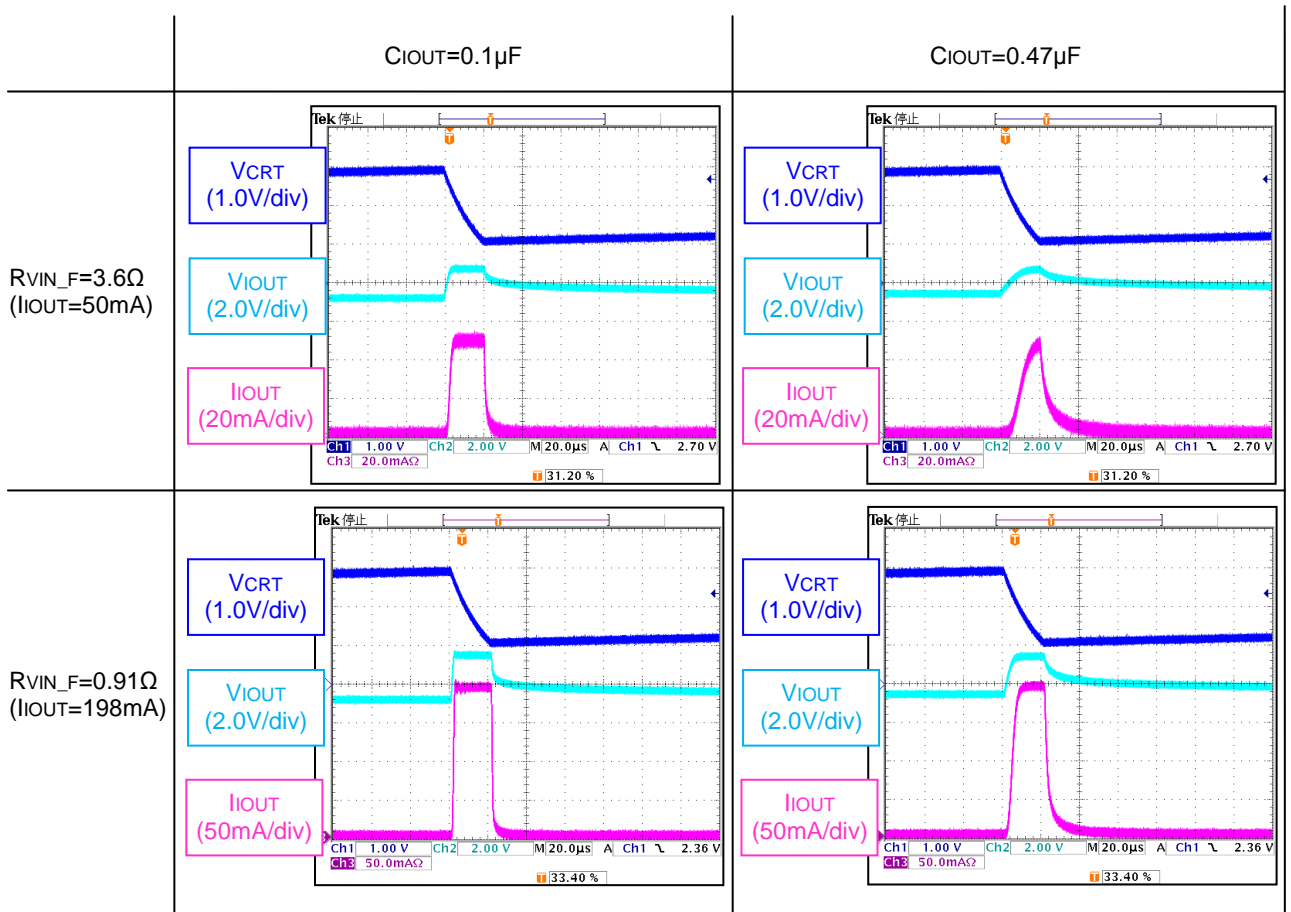 CIOUT=0.1µF
CIOUT=0.47µF
RVIN_F=3.6Ω
(IIOUT=50mA)
Tek 停止
T
T
VCRT
(1.0V/div)
VIOUT
(2.0V/div)
IIOUT
(20mA/div)
Ch1 1.00 V Ch2 2.00 V M 20.0µs A Ch1 2.70 V
Ch3 20.0mAΩ
T 31.20 %
Tek 停止
T
T
VCRT
(1.0V/div)
VIOUT
(2.0V/div)
IIOUT
(20mA/div)
Ch1 1.00 V Ch2 2.00 V M 20.0µs A Ch1 2.70 V
Ch3 20.0mAΩ
T 31.20 %
RVIN_F=0.91Ω
(IIOUT=198mA)
Tek 停止
T
T
VCRT
(1.0V/div)
VIOUT
(2.0V/div)
IIOUT
(50mA/div)
Ch1 1.00 V Ch2 2.00 V M 20.0µs A Ch1 2.36 V
Ch3 50.0mAΩ
T 33.40 %
Tek 停止
T
T
VCRT
(1.0V/div)
VIOUT
(2.0V/div)
IIOUT
(50mA/div)
Ch1 1.00 V Ch2 2.00 V M 20.0µs A Ch1 2.36 V
Ch3 50.0mAΩ
T 33.40 %